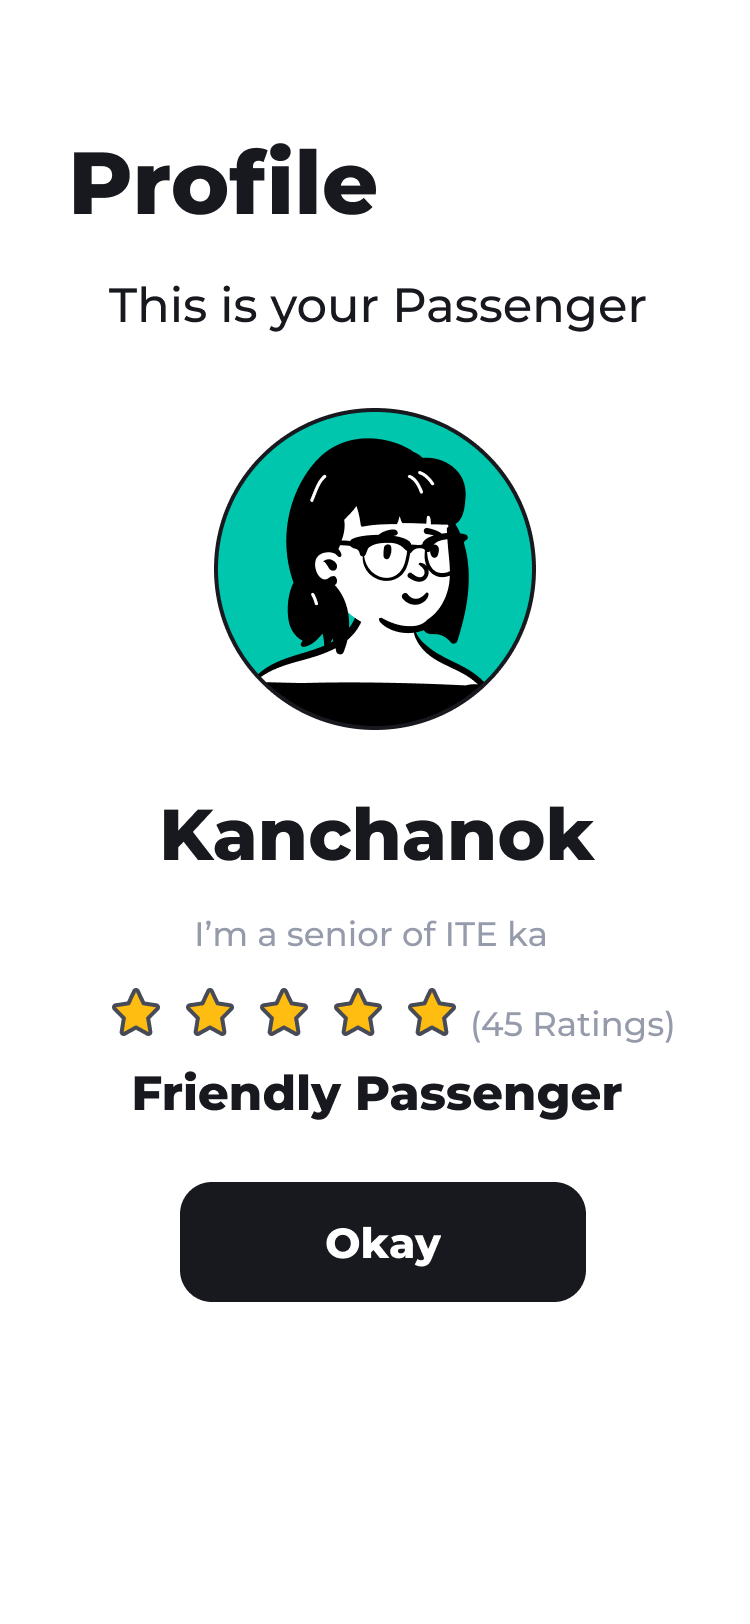 Profile
This is your Passenger
Kanchanok
I’m a senior of ITE ka
(45 Ratings)
Friendly Passenger
Okay